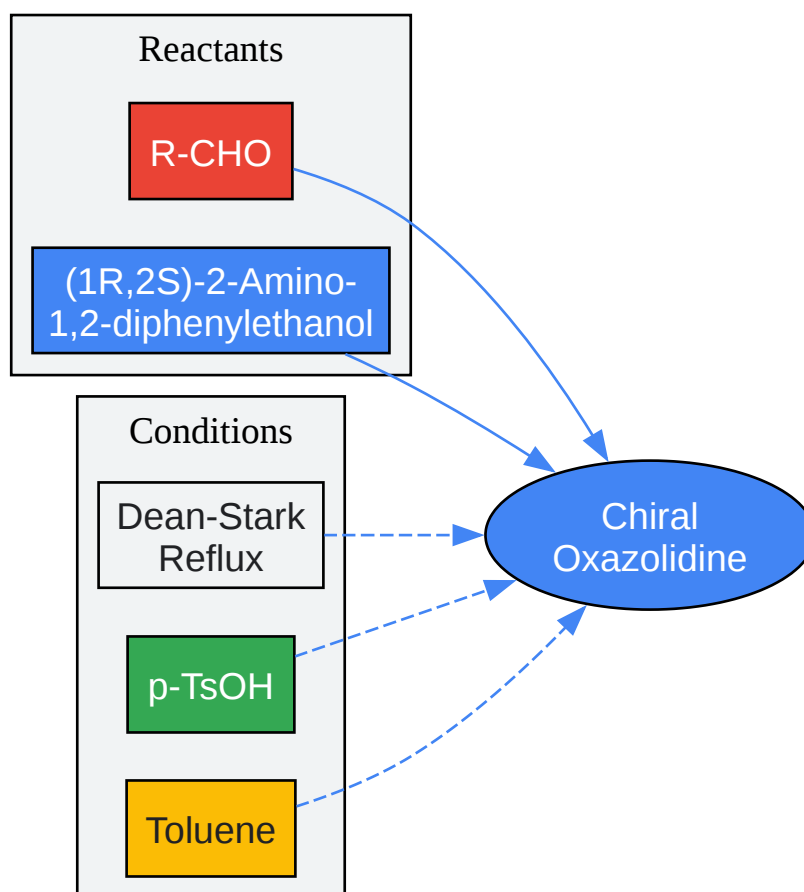 Reactants
R-CHO
(1R,2S)-2-Amino-
1,2-diphenylethanol
Conditions
Dean-Stark
Reflux
p-TsOH
Toluene
Chiral
Oxazolidine